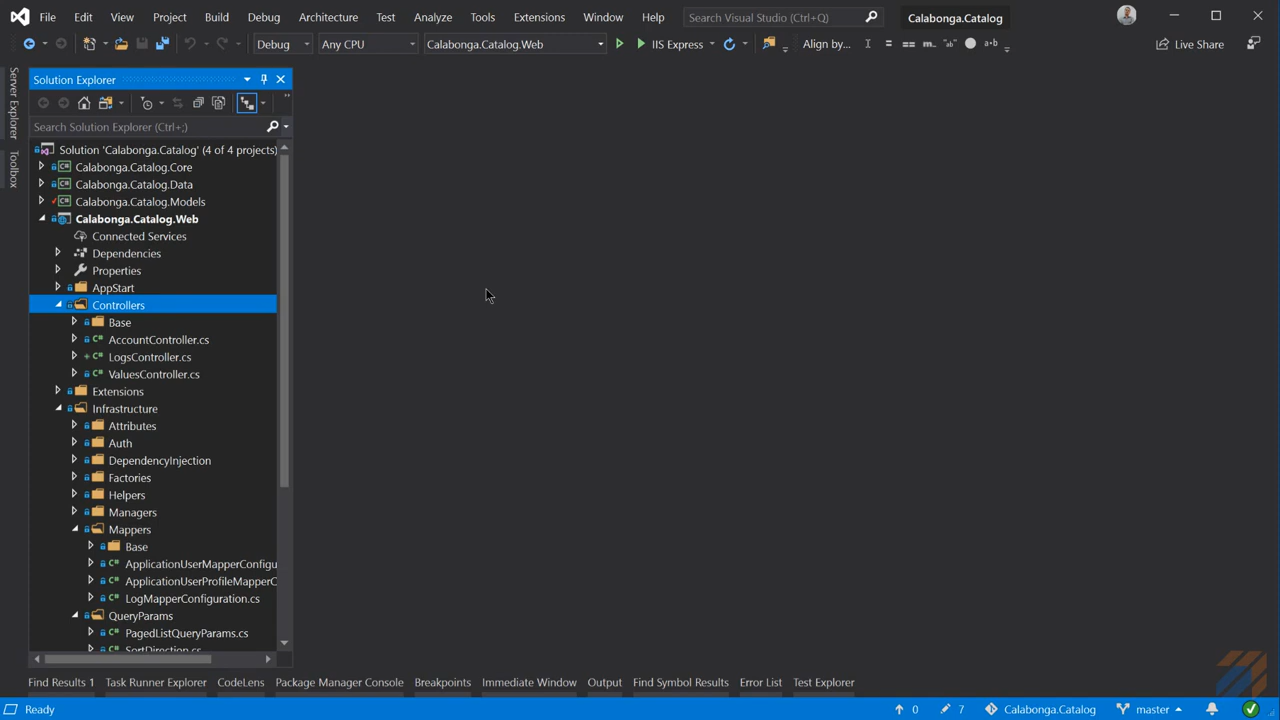 File Edit View Project Build Debug Architecture Test Analyze Tools Extensions Window Help Search Visual Studio (Ctrl+Q) Calabonga.Catalog
Debug Any CPU Calabonga.Catalog.Web IIS Express Align by... Live Share
Server Explorer
Toolbox
Solution Explorer
Search Solution Explorer (Ctrl+;)
Solution 'Calabonga.Catalog' (4 of 4 projects)
Calabonga.Catalog.Core
Calabonga.Catalog.Data
Calabonga.Catalog.Models
Calabonga.Catalog.Web
Connected Services
Dependencies
Properties
AppStart
Controllers
Base
AccountController.cs
LogsController.cs
ValuesController.cs
Extensions
Infrastructure
Attributes
Auth
DependencyInjection
Factories
Helpers
Managers
Mappers
Base
ApplicationUserMapperConfigu
ApplicationUserProfileMapperC
LogMapperConfiguration.cs
QueryParams
PagedListQueryParams.cs
SortDirection.cs
Find Results 1 Task Runner Explorer CodeLens Package Manager Console Breakpoints Immediate Window Output Find Symbol Results Error List Test Explorer
Ready 0 7 Calabonga.Catalog master